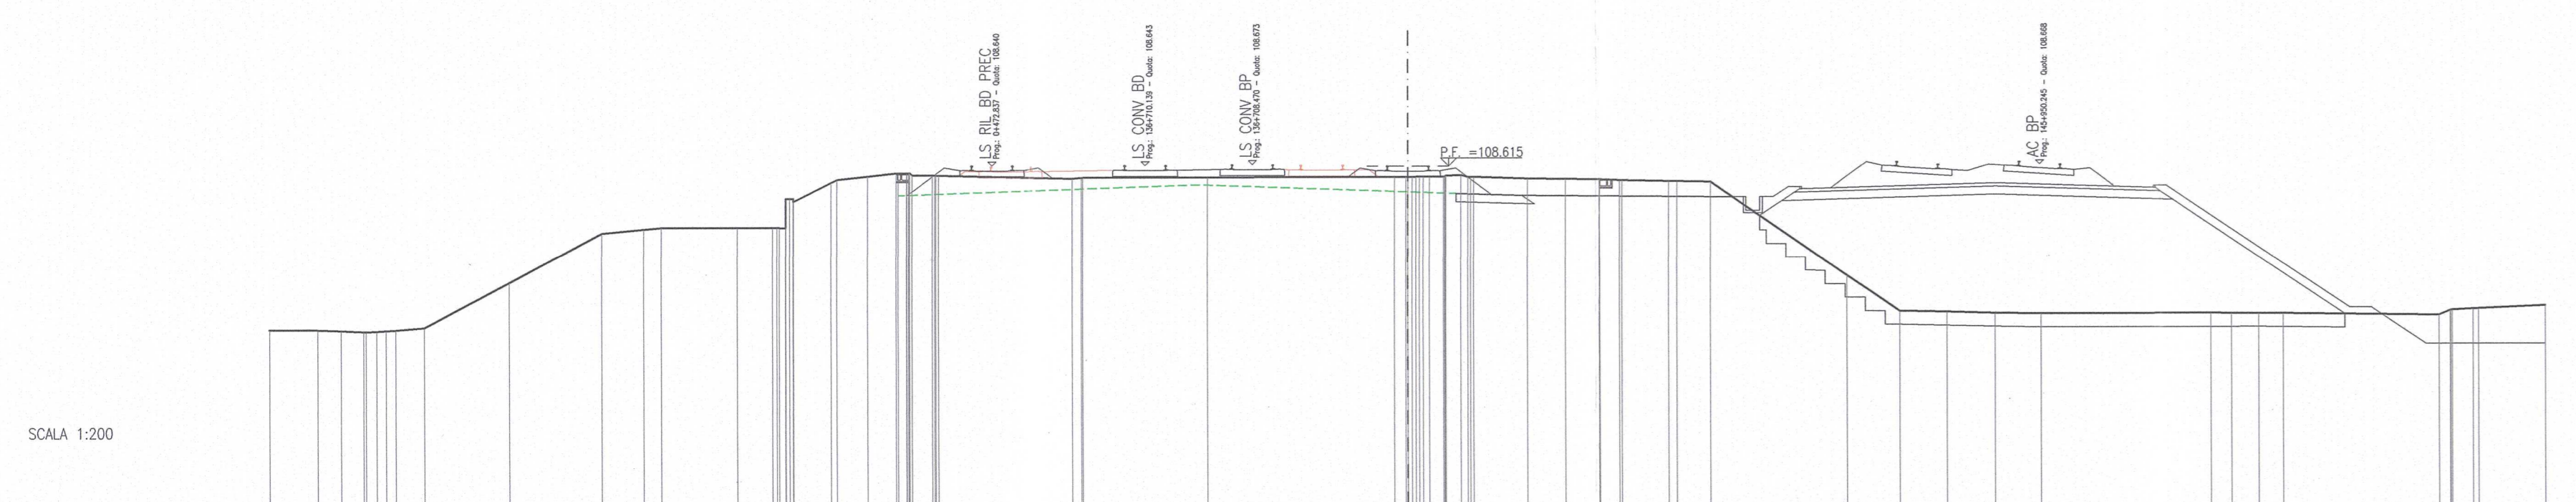 LS RIL BD PREC
Prog.: 0+472.837 - Quota: 108.640
LS CONV BD
Prog.: 136+710.139 - Quota: 108.643
LS CONV BP
Prog.: 136+708.470 - Quota: 108.673
P.F. =108.615
AC BP
Prog.: 145+950.245 - Quota: 108.668
SCALA 1:200